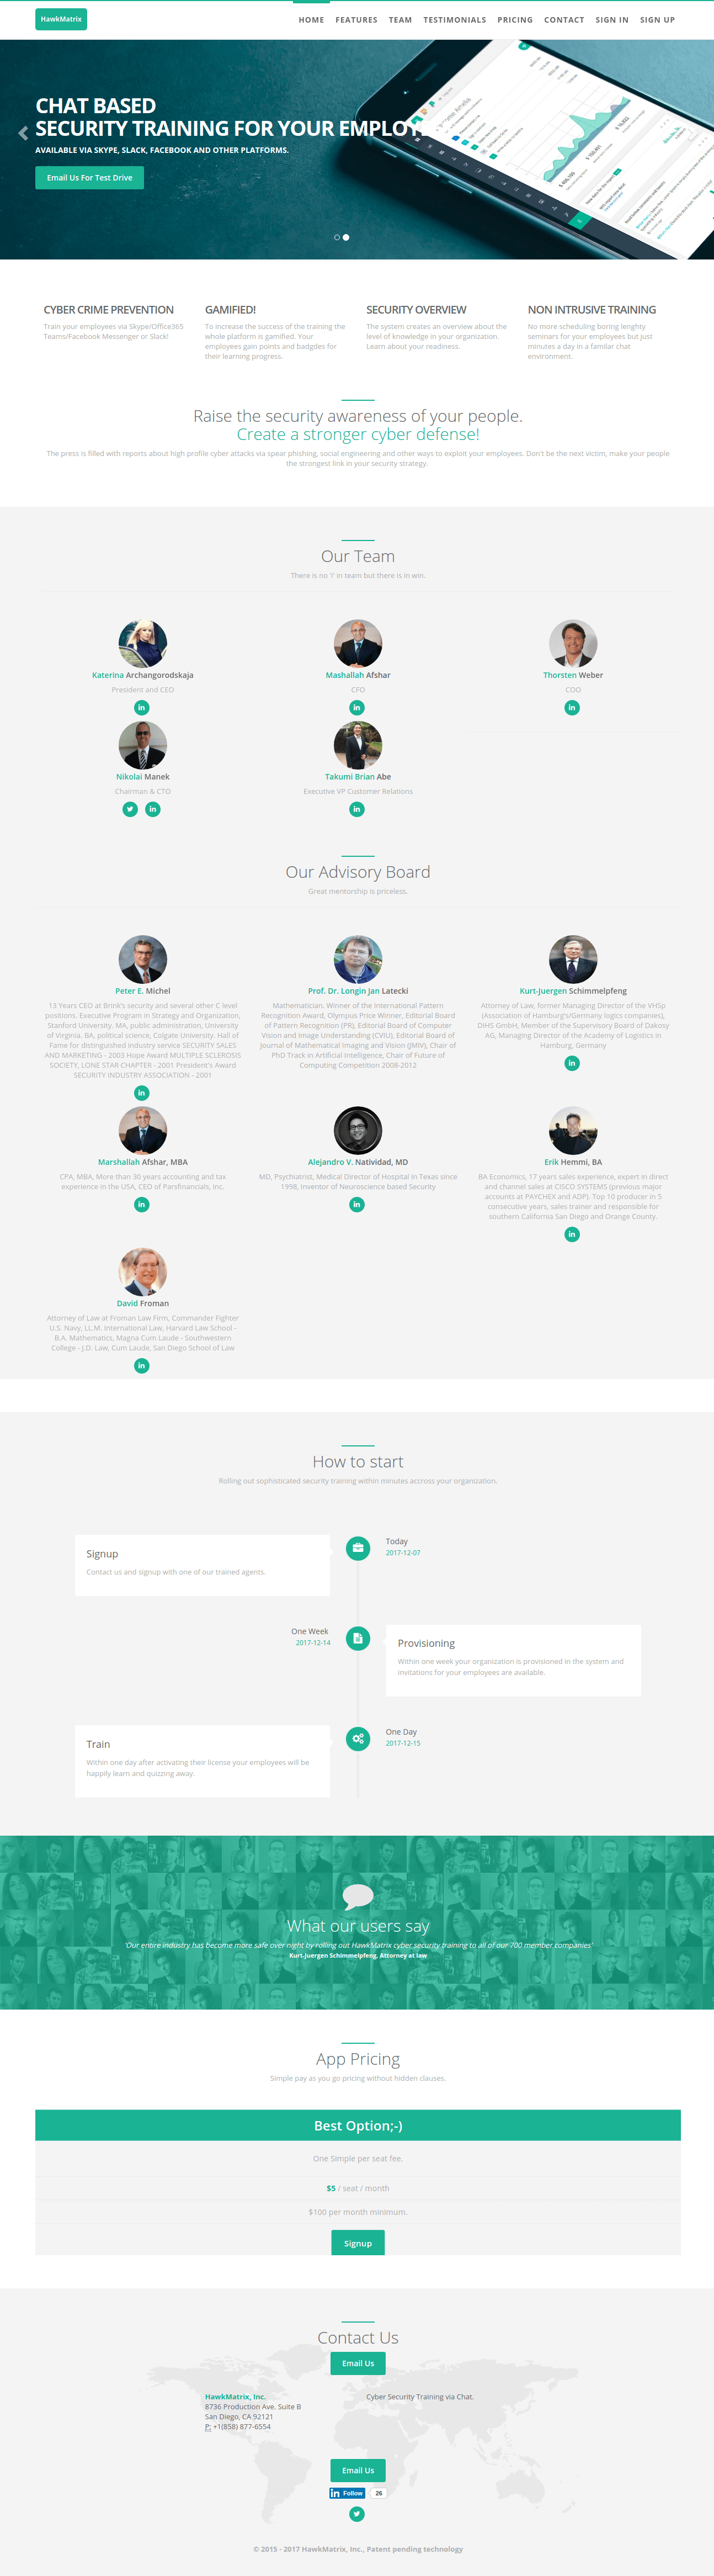 HawkMatrix
HOME FEATURES TEAM TESTIMONIALS PRICING CONTACT SIGN IN SIGN UP
CHAT BASED
SECURITY TRAINING FOR YOUR
AVAILABLE VIA SKYPE, SLACK, FACEBOOK AND OTHER PLATFORMS.
Email Us For Test Drive
CYBER CRIME PREVENTION
Train your employees via Skype/Office365
Teams/Facebook Messenger or Slack!
GAMIFIED!
To increase the success of the training the
whole platform is gamified. Your
employees gain points and badgdes for
their learning progress.
SECURITY OVERVIEW
The system creates an overview about the
level of knowledge in your organization.
Learn about your readiness.
NON INTRUSIVE TRAINING
No more scheduling boring lenghty
seminars for your employees but just
minutes a day in a familar chat
environment.
Raise the security awareness of your people.
Create a stronger cyber defense!
The press is filled with reports about high profile cyber attacks via spear phishing, social engineering and other ways to exploit your employees. Don't be the next victim, make your people
the strongest link in your security strategy.
Our Team
There is no 'I' in team but there is in win.
Katerina Archangorodskaja
President and CEO
Mashallah Afshar
CFO
Thorsten Weber
COO
Nikolai Manek
Chairman & CTO
Takumi Brian Abe
Executive VP Customer Relations
Our Advisory Board
Great mentorship is priceless.
Peter E. Michel
13 Years CEO at Brink's security and several other C level
positions. Executive Program in Strategy and Organization,
Stanford University. MA, public administration, University
of Virginia. BA, political science, Colgate University. Hall of
Fame for distinguished industry service SECURITY SALES
AND MARKETING - 2003 Hope Award MULTIPLE SCLEROSIS
SOCIETY, LONE STAR CHAPTER - 2001 President's Award
SECURITY INDUSTRY ASSOCIATION - 2001
Prof. Dr. Longin Jan Latecki
Mathematician. Winner of the International Pattern
Recognition Award, Olympus Price Winner, Editorial Board
of Pattern Recognition (PR), Editorial Board of Computer
Vision and Image Understanding (CVIU), Editorial Board of
Journal of Mathematical Imaging and Vision (JMIV), Chair of
PhD Track in Artificial Intelligence, Chair of Future of
Computing Competition 2008-2012
Kurt-Juergen Schimmelpfeng
Attorney of Law, former Managing Director of the VHSp
(Association of Hamburg's/Germany logics companies),
DIHS GmbH, Member of the Supervisory Board of Dakosy
AG, Managing Director of the Academy of Logistics in
Hamburg, Germany
Marshallah Afshar, MBA
CPA, MBA, More than 30 years accounting and tax
experience in the USA, CEO of Parsfinancials, Inc.
Alejandro V. Natividad, MD
MD, Psychiatrist, Medical Director of Hospital in Texas since
1998, Inventor of Neuroscience based Security
Erik Hemmi, BA
BA Economics, 17 years sales experience, expert in direct
and channel sales at CISCO SYSTEMS (previous major
accounts at PAYCHEX and ADP). Top 10 producer in 5
consecutive years, sales trainer and responsible for
southern California San Diego and Orange County.
David Froman
Attorney of Law at Froman Law Firm, Commander Fighter
U.S. Navy, LL.M. International Law, Harvard Law School -
B.A. Mathematics, Magna Cum Laude - Southwestern
College - J.D. Law, Cum Laude, San Diego School of Law
How to start
Rolling out sophisticated security training within minutes accross your organization.
Signup
Contact us and signup with one of our trained agents.
Today
2017-12-07
One Week
2017-12-14
Provisioning
Within one week your organization is provisioned in the system and
invitations for your employees are available.
Train
Within one day after activating their license your employees will be
happily learn and quizzing away.
One Day
2017-12-15
What our users say
'Our entire industry has become more safe over night by rolling out HawkMatrix cyber security training to all of our 700 member companies'
Kurt-Juergen Schimmelpfeng, Attorney at law
App Pricing
Simple pay as you go pricing without hidden clauses.
Best Option;-)
One Simple per seat fee.
$5 / seat / month
$100 per month minimum.
Signup
Contact Us
Email Us
HawkMatrix, Inc.
8736 Production Ave. Suite B
San Diego, CA 92121
P: +1(858) 877-6554
Cyber Security Training via Chat.
Email Us
in Follow 26
© 2015 - 2017 HawkMatrix, Inc., Patent pending technology